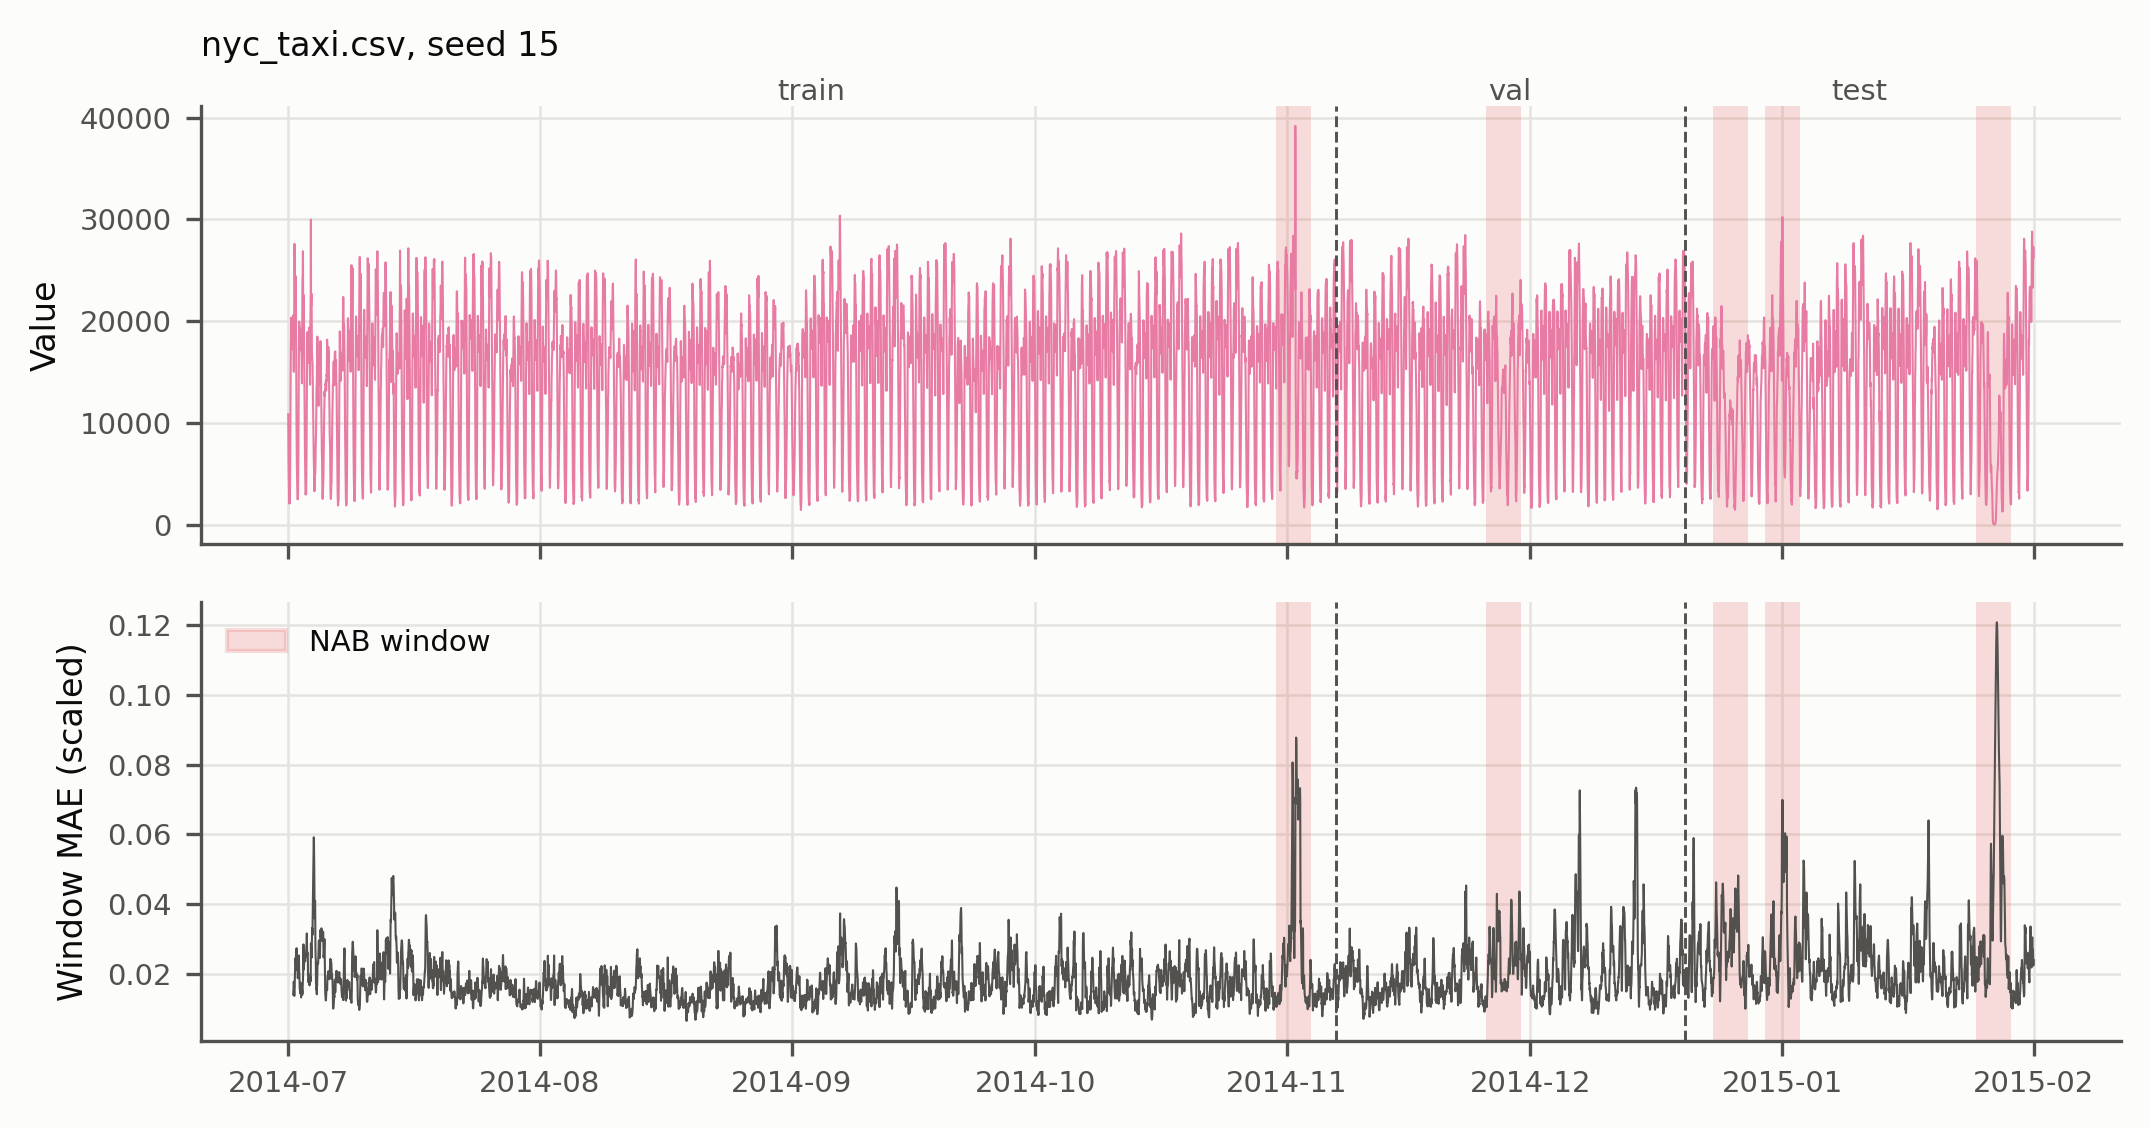 nyc_taxi.csv, seed 15
train
val
test
40000
30000
20000
10000
0
Value
0.12
0.10
0.08
0.06
0.04
0.02
Window MAE (scaled)
NAB window
2014-07
2014-08
2014-09
2014-10
2014-11
2014-12
2015-01
2015-02